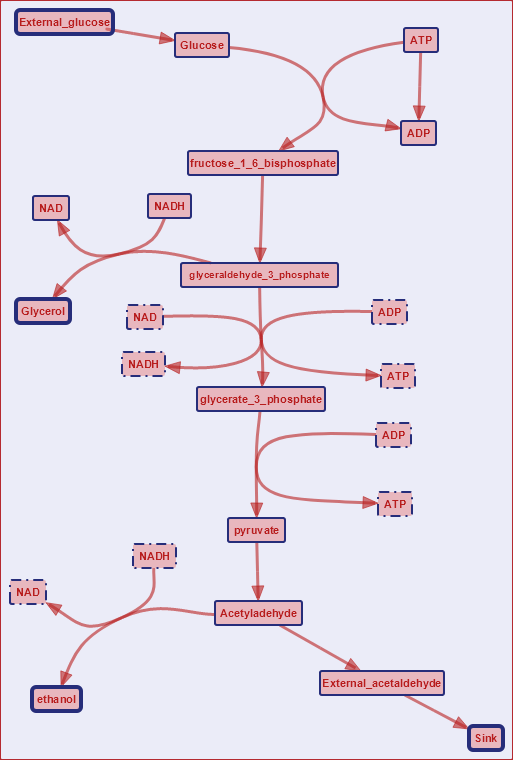 External_glucose
Glucose
ATP
ADP
fructose_1_6_bisphosphate
NAD
NADH
glyceraldehyde_3_phosphate
Glycerol
NAD
ADP
NADH
ATP
glycerate_3_phosphate
ADP
ATP
pyruvate
NADH
NAD
Acetyladehyde
External_acetaldehyde
ethanol
Sink